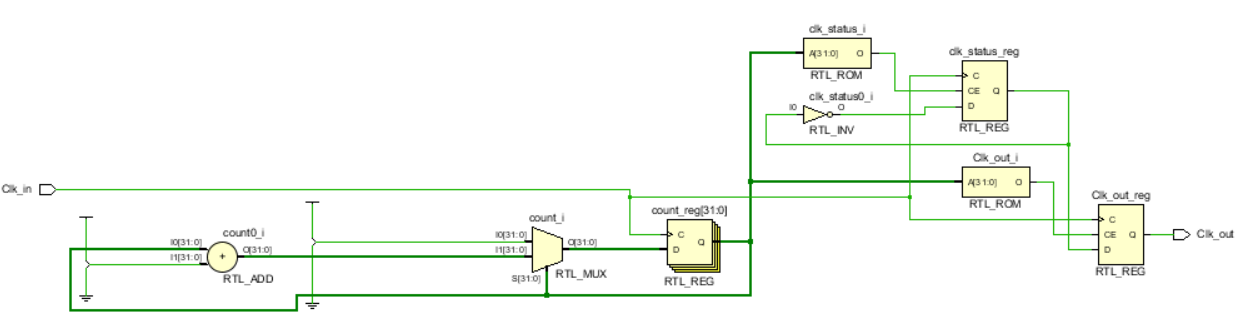 clk_status_i
A[31:0] O
RTL_ROM
clk_status_reg
C
CE Q
D
RTL_REG
clk_status0_i
I0 O
RTL_INV
Clk_out_i
A[31:0] O
RTL_ROM
Clk_out_reg
C
CE Q
D
RTL_REG
Clk_out
Clk_in
count0_i
I0[31:0]
I1[31:0]
+
O[31:0]
RTL_ADD
count_i
I0[31:0]
I1[31:0]
S[31:0]
O[31:0]
RTL_MUX
count_reg[31:0]
C
D Q
RTL_REG